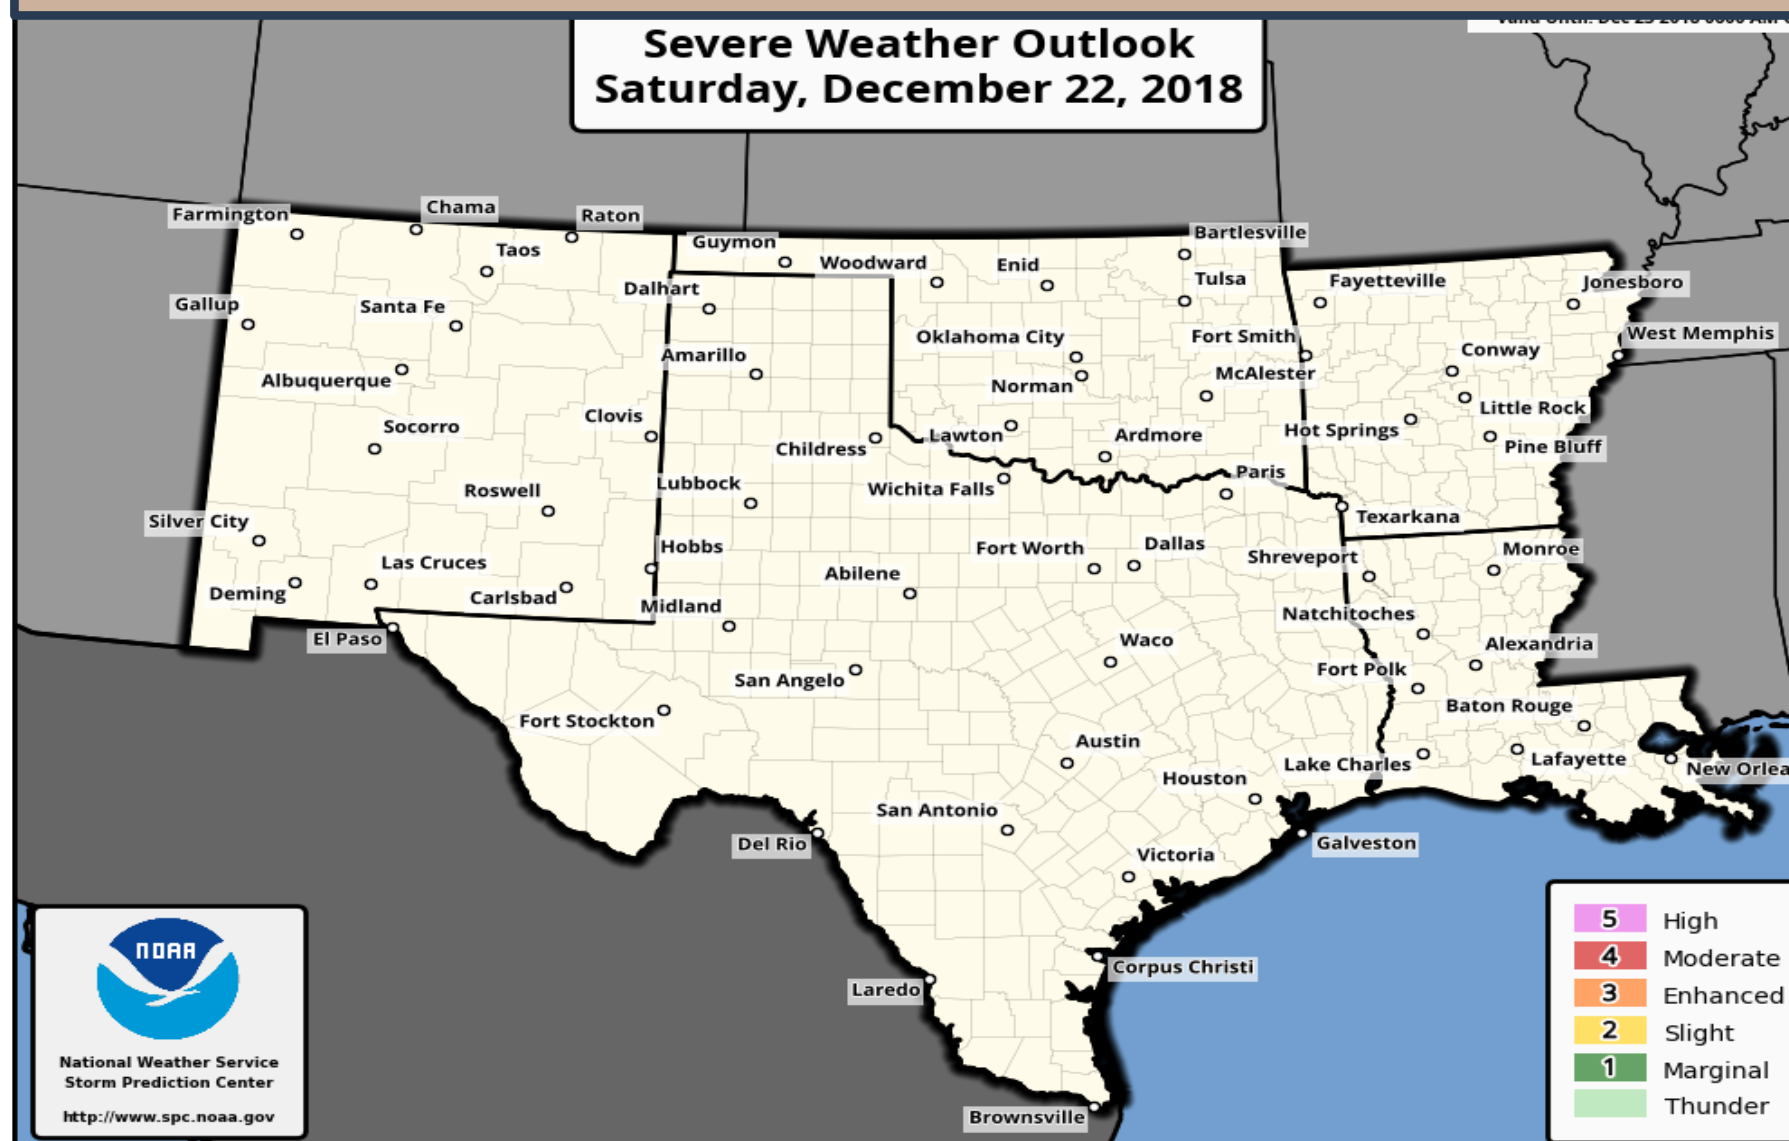 Severe Weather Outlook
Saturday, December 22, 2018
Farmington
Chama
Raton
Taos
Guymon
Woodward
Enid
Bartlesville
Tulsa
Fayetteville
Jonesboro
Gallup
Santa Fe
Dalhart
Oklahoma City
Fort Smith
West Memphis
Conway
Albuquerque
Amarillo
Norman
McAlester
Little Rock
Socorro
Clovis
Childress
Lawton
Ardmore
Hot Springs
Pine Bluff
Roswell
Lubbock
Wichita Falls
Paris
Texarkana
Silver City
Las Cruces
Hobbs
Fort Worth
Dallas
Shreveport
Monroe
Deming
Carlsbad
Midland
Abilene
Natchitoches
El Paso
Waco
Alexandria
San Angelo
Fort Polk
Fort Stockton
Baton Rouge
Austin
Houston
Lake Charles
Lafayette
New Orlea
San Antonio
Del Rio
Galveston
Victoria
Corpus Christi
Laredo
Brownsville
NOAA
National Weather Service
Storm Prediction Center
http://www.spc.noaa.gov
5 High
4 Moderate
3 Enhanced
2 Slight
1 Marginal
Thunder